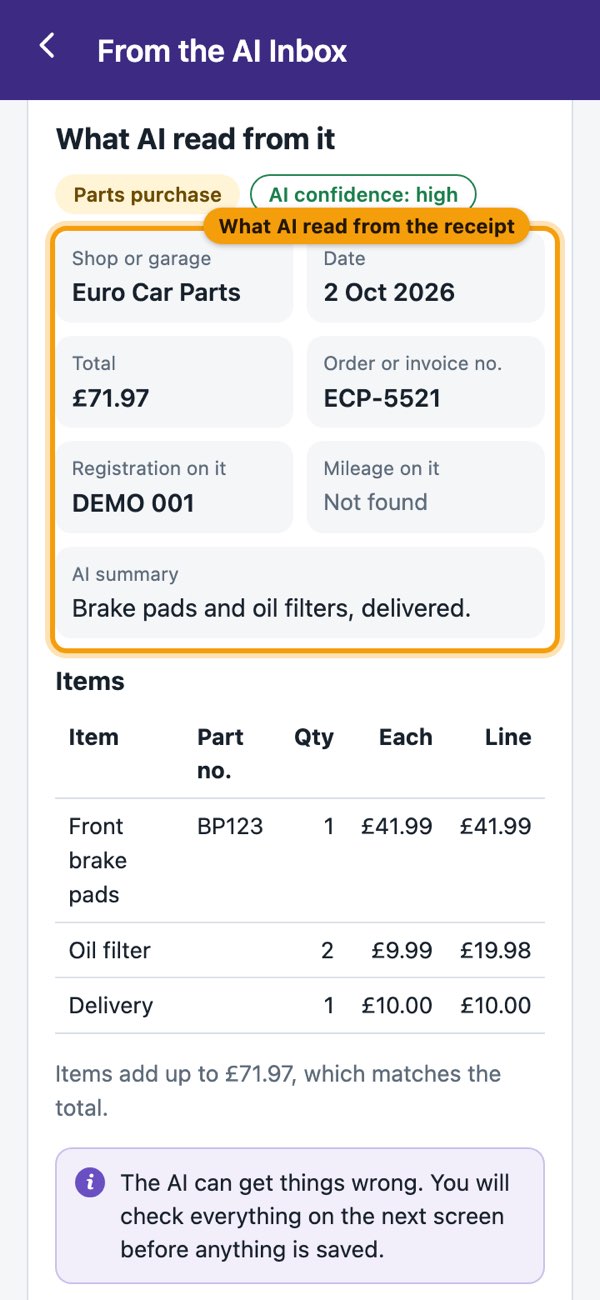 From the AI Inbox
What AI read from it
Parts purchase
AI confidence: high
What AI read from the receipt
Shop or garage
Euro Car Parts
Date
2 Oct 2026
Total
£71.97
Order or invoice no.
ECP-5521
Registration on it
DEMO 001
Mileage on it
Not found
AI summary
Brake pads and oil filters, delivered.
Items
Item Part no. Qty Each Line
Front brake pads BP123 1 £41.99 £41.99
Oil filter 2 £9.99 £19.98
Delivery 1 £10.00 £10.00
Items add up to £71.97, which matches the
total.
The AI can get things wrong. You will
check everything on the next screen
before anything is saved.